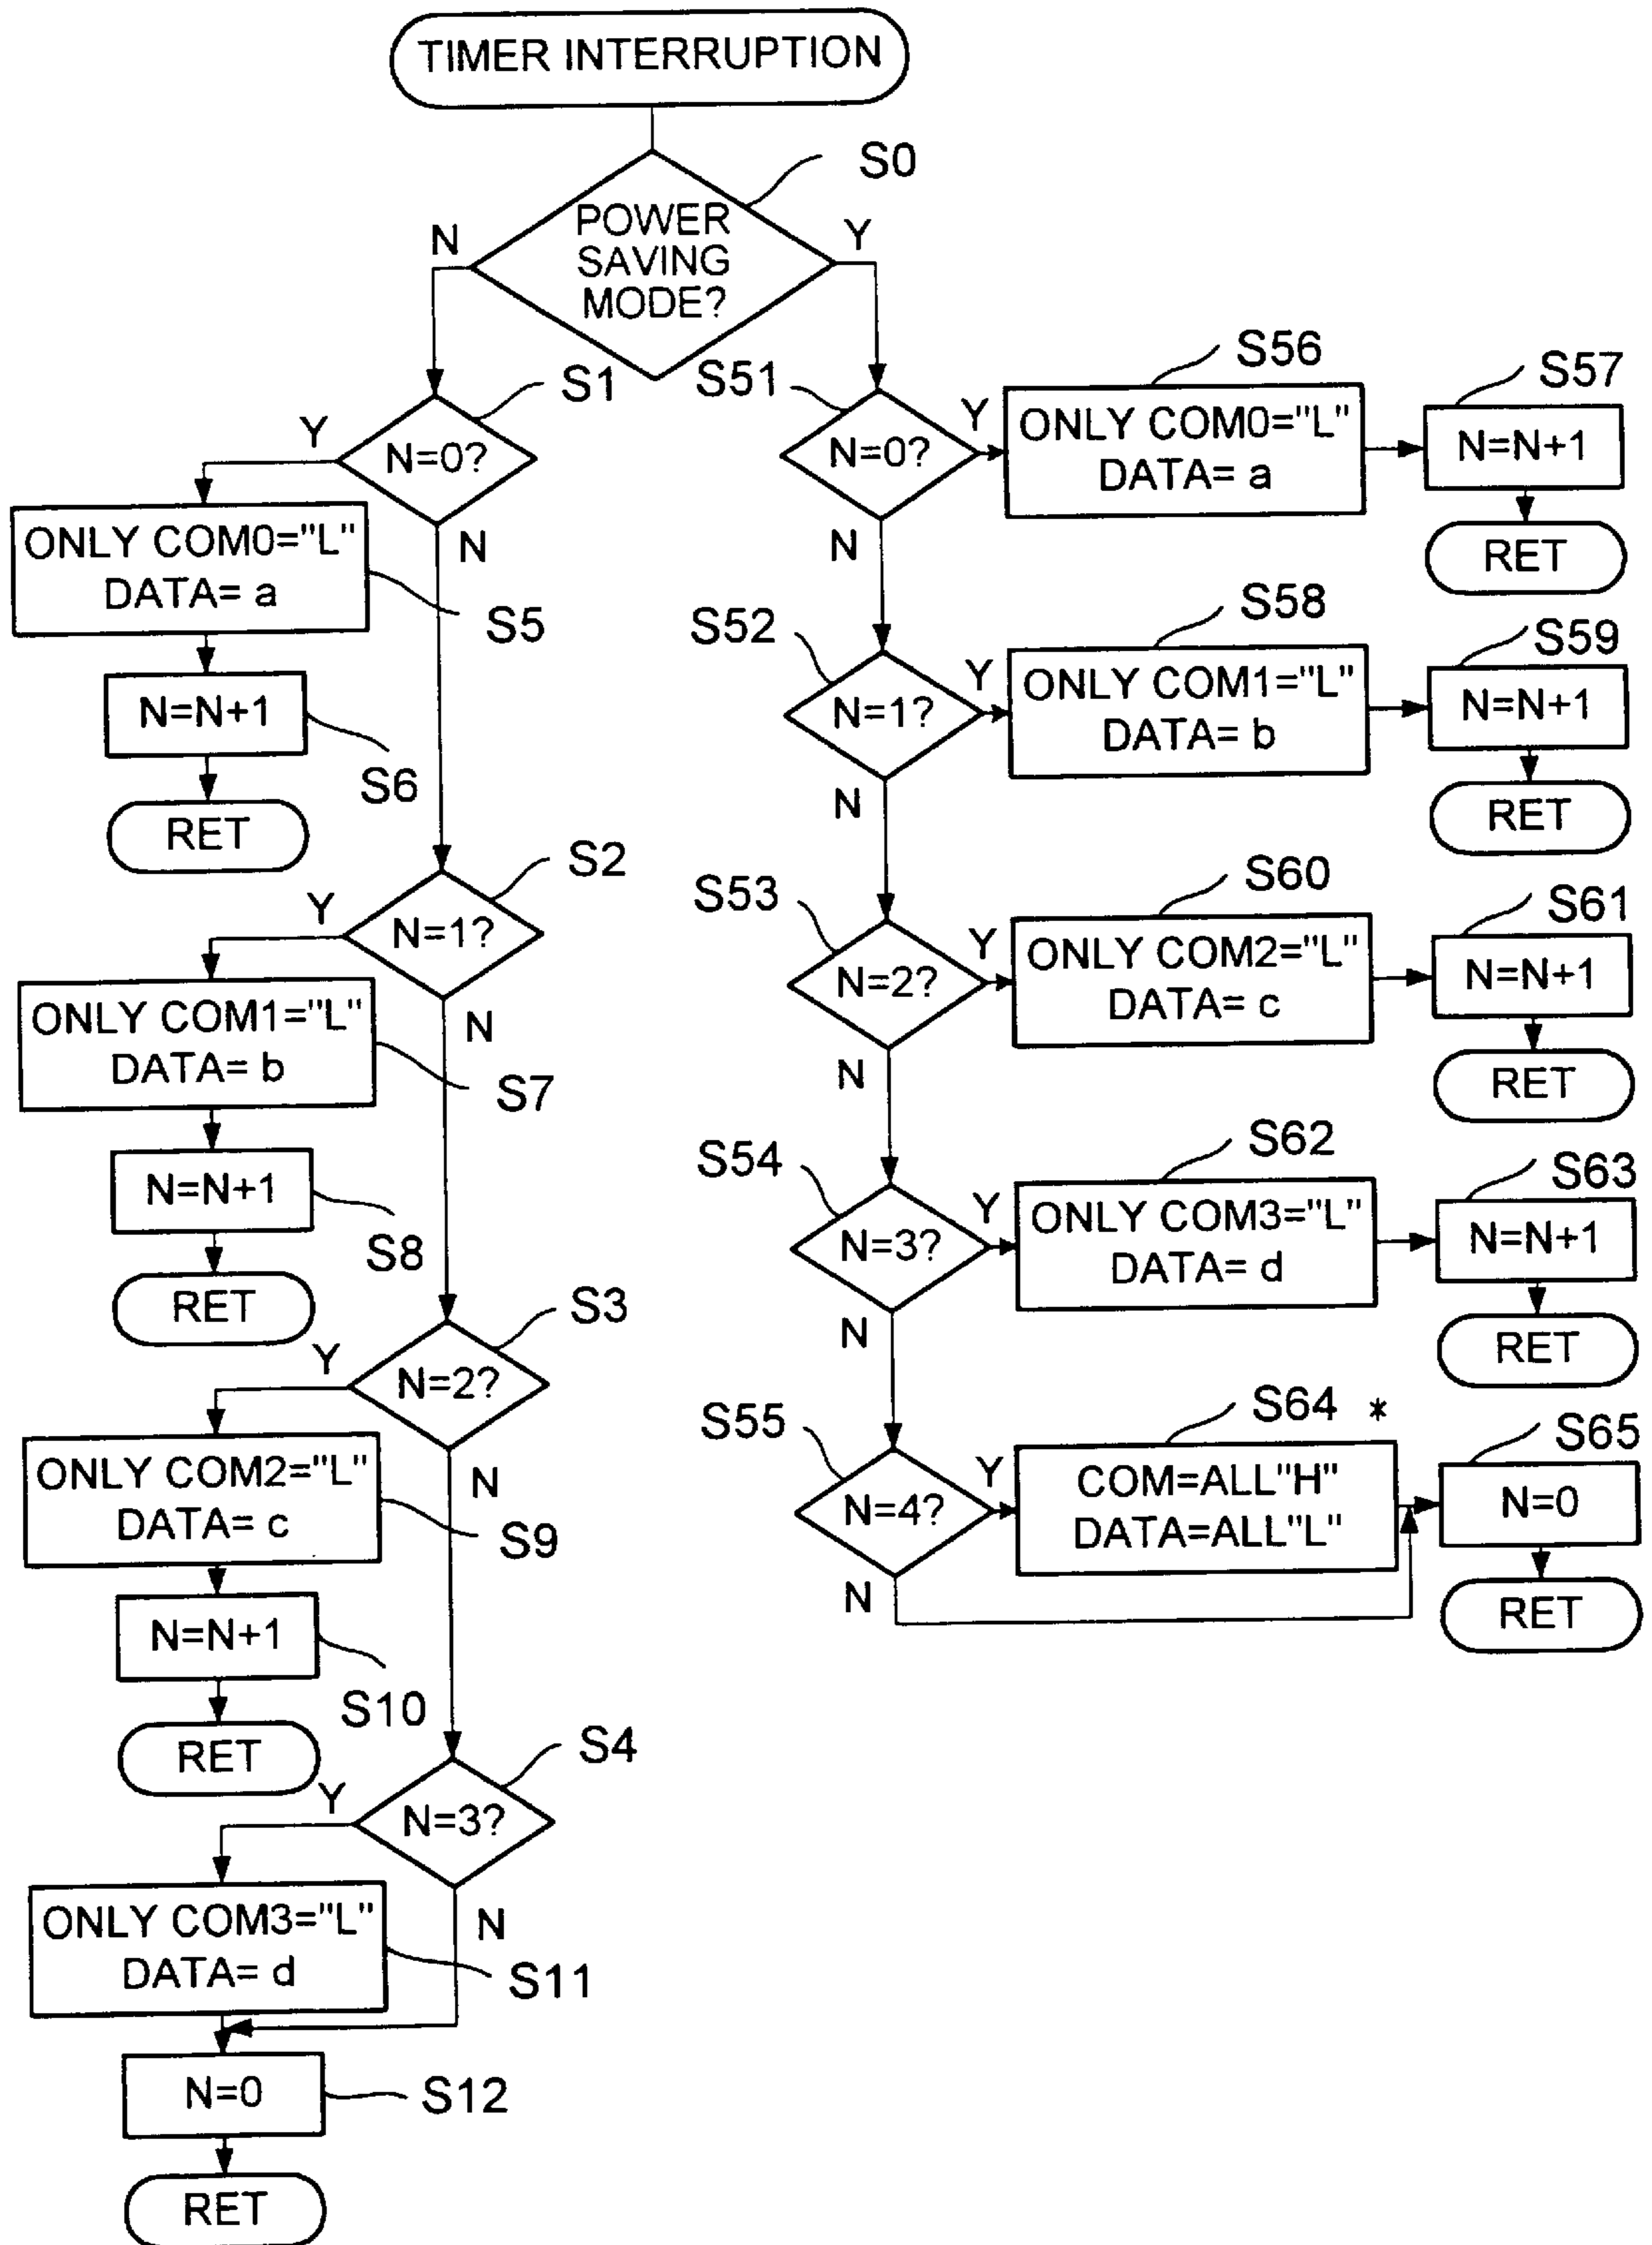 TIMER INTERRUPTION
S0
POWER
SAVING
MODE?
N
Y
S1
N=0?
Y
N
ONLY COM0="L"
DATA= a
S5
N=N+1
S6
RET
S2
N=1?
Y
N
ONLY COM1="L"
DATA= b
S7
N=N+1
S8
RET
S3
N=2?
Y
N
ONLY COM2="L"
DATA= c
S9
N=N+1
S10
RET
S4
N=3?
Y
N
ONLY COM3="L"
DATA= d
S11
N=0
S12
RET
S51
N=0?
Y
N
S56
ONLY COM0="L"
DATA= a
S57
N=N+1
RET
S52
N=1?
Y
N
S58
ONLY COM1="L"
DATA= b
S59
N=N+1
RET
S53
N=2?
Y
N
S60
ONLY COM2="L"
DATA= c
S61
N=N+1
RET
S54
N=3?
Y
N
S62
ONLY COM3="L"
DATA= d
S63
N=N+1
RET
S55
N=4?
Y
N
S64 *
COM=ALL"H"
DATA=ALL"L"
S65
N=0
RET